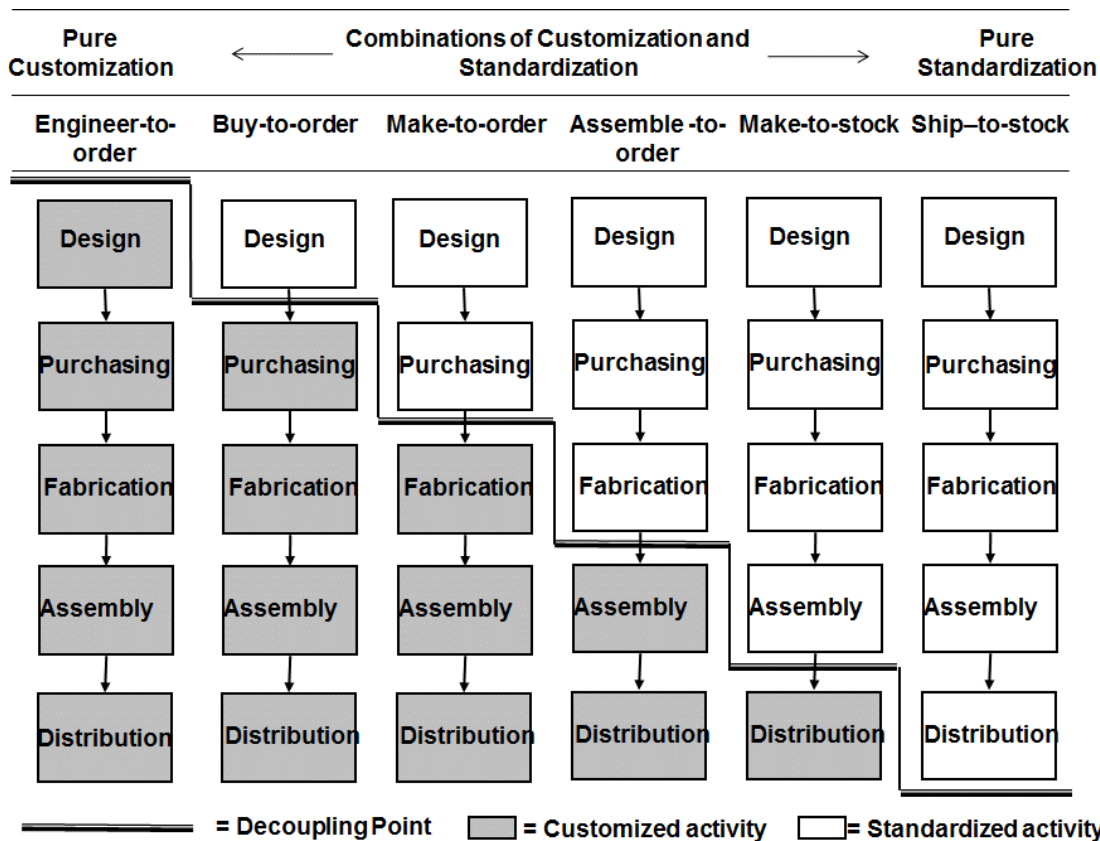 Pure
Customization
Combinations of Customization and
Standardization
Pure
Standardization
Engineer-to-
order
Buy-to-order
Make-to-order
Assemble -to-
order
Make-to-stock
Ship–to-stock
Design
Design
Design
Design
Design
Design
Purchasing
Purchasing
Purchasing
Purchasing
Purchasing
Purchasing
Fabrication
Fabrication
Fabrication
Fabrication
Fabrication
Fabrication
Assembly
Assembly
Assembly
Assembly
Assembly
Assembly
Distribution
Distribution
Distribution
Distribution
Distribution
Distribution
= Decoupling Point
= Customized activity
= Standardized activity